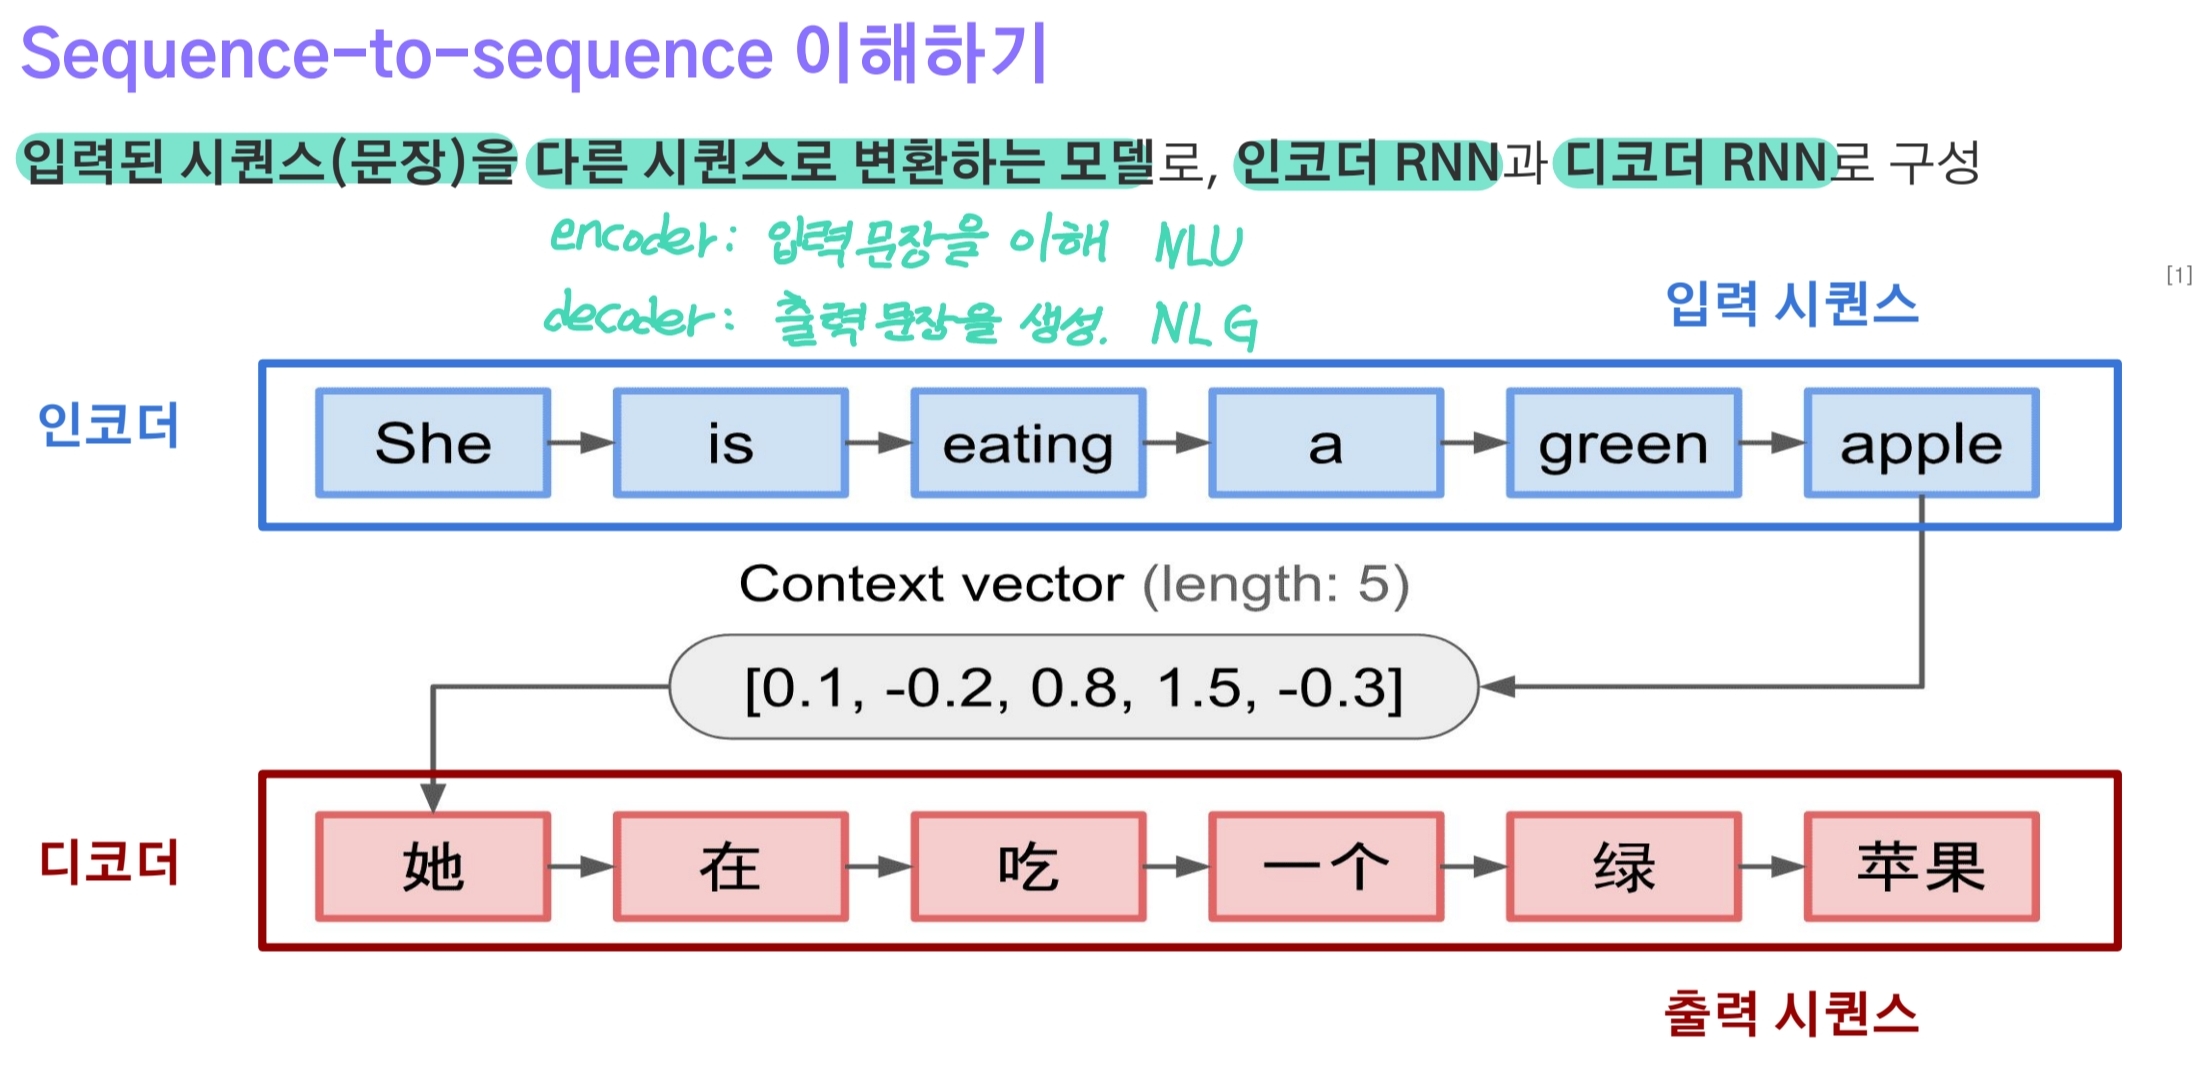 Sequence-to-sequence 이해하기
입력된 시퀀스(문장)을 다른 시퀀스로 변환하는 모델로, 인코더 RNN과 디코더 RNN로 구성
encoder: 입력 문장을 이해 NLU
decoder: 출력 문장을 생성. NLG
[1]
입력 시퀀스
인코더
She is eating a green apple
Context vector (length: 5)
[0.1, -0.2, 0.8, 1.5, -0.3]
디코더
她 在 吃 一个 绿 苹果
출력 시퀀스